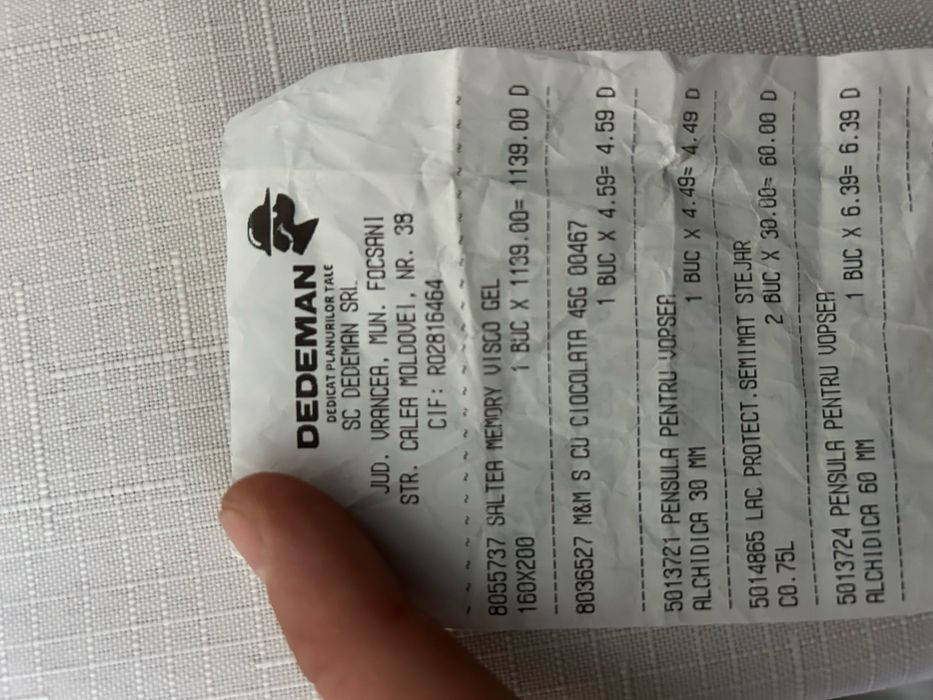 DEDEMAN
DEDICAT PLANURILOR TALE
SC DEDEMAN SRL
JUD. VRANCEA, MUN. FOCSANI
STR. CALEA MOLDOVEI, NR. 38
CIF: RO2816464
8055737 SALTEA MEMORY VISCO GEL
160X200 1 BUC X 1139.00= 1139.00 D
8036527 M&M S CU CIOCOLATA 45G 00467
1 BUC X 4.59= 4.59 D
5013721 PENSULA PENTRU VOPSEA
ALCHIDICA 30 MM 1 BUC X 4.49= 4.49 D
5014865 LAC PROTECT.SEMIMAT STEJAR
CO.75L 2 BUC X 30.00= 60.00 D
5013724 PENSULA PENTRU VOPSEA
ALCHIDICA 60 MM 1 BUC X 6.39= 6.39 D